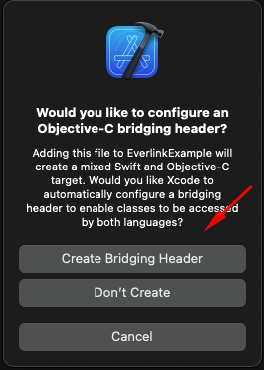 Would you like to configure an
Objective-C bridging header?
Adding this file to EverlinkExample will
create a mixed Swift and Objective-C
target. Would you like Xcode to
automatically configure a bridging
header to enable classes to be accessed
by both languages?
Create Bridging Header
Don't Create
Cancel